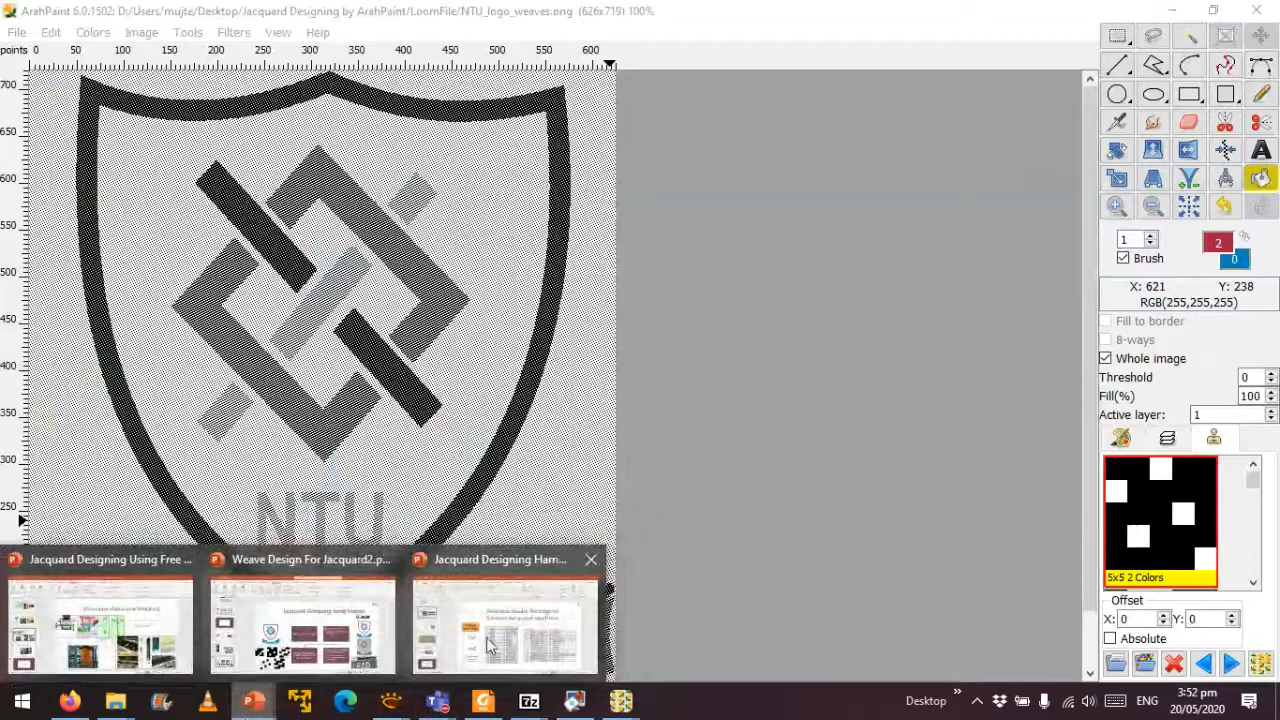 ArahPaint 6.0.1502: D:/Users/mujte/Desktop/Jacquard Designing by ArahPaint/LoomFile/NTU_logo_weaves.png (626x719) 100%
File Edit Colors Image Tools Filters View Help
points 0 50 100 150 200 250 300 350 400 450 500 550 600
700
650
600
550
500
450
400
350
300
250
NTU
A
1
2
Brush
0
X: 621 Y: 238
RGB(255,255,255)
Fill to border
8-ways
Whole image
Threshold 0
Fill(%) 100
Active layer: 1
5x5 2 Colors
Offset
X: 0 Y: 0
Absolute
Jacquard Designing Using Free ... Weave Design For Jacquard2.p... Jacquard Designing Harn...
Desktop ENG 3:52 pm
20/05/2020